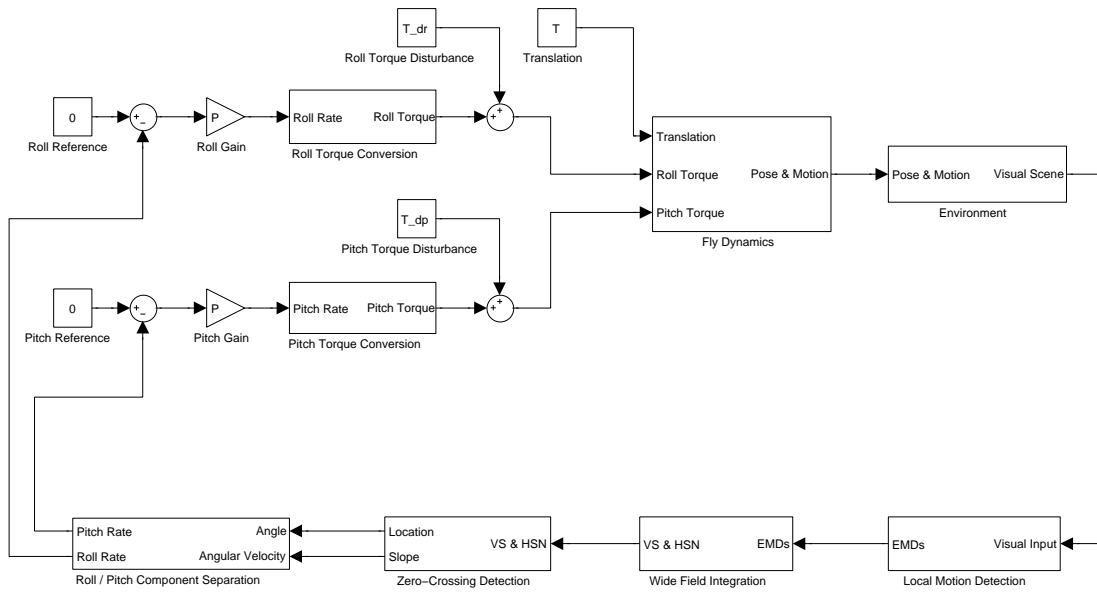 T_dr
T
Roll Torque Disturbance
Translation
0
+
−
P
Roll Rate
Roll Torque
+
+
Roll Reference
Roll Gain
Roll Torque Conversion
Translation
Roll Torque
Pitch Torque
Pose & Motion
Fly Dynamics
Pose & Motion
Visual Scene
Environment
T_dp
Pitch Torque Disturbance
0
+
−
P
Pitch Rate
Pitch Torque
+
+
Pitch Reference
Pitch Gain
Pitch Torque Conversion
Pitch Rate
Roll Rate
Angle
Angular Velocity
Roll / Pitch Component Separation
Location
Slope
VS & HSN
Zero−Crossing Detection
VS & HSN
EMDs
Wide Field Integration
EMDs
Visual Input
Local Motion Detection